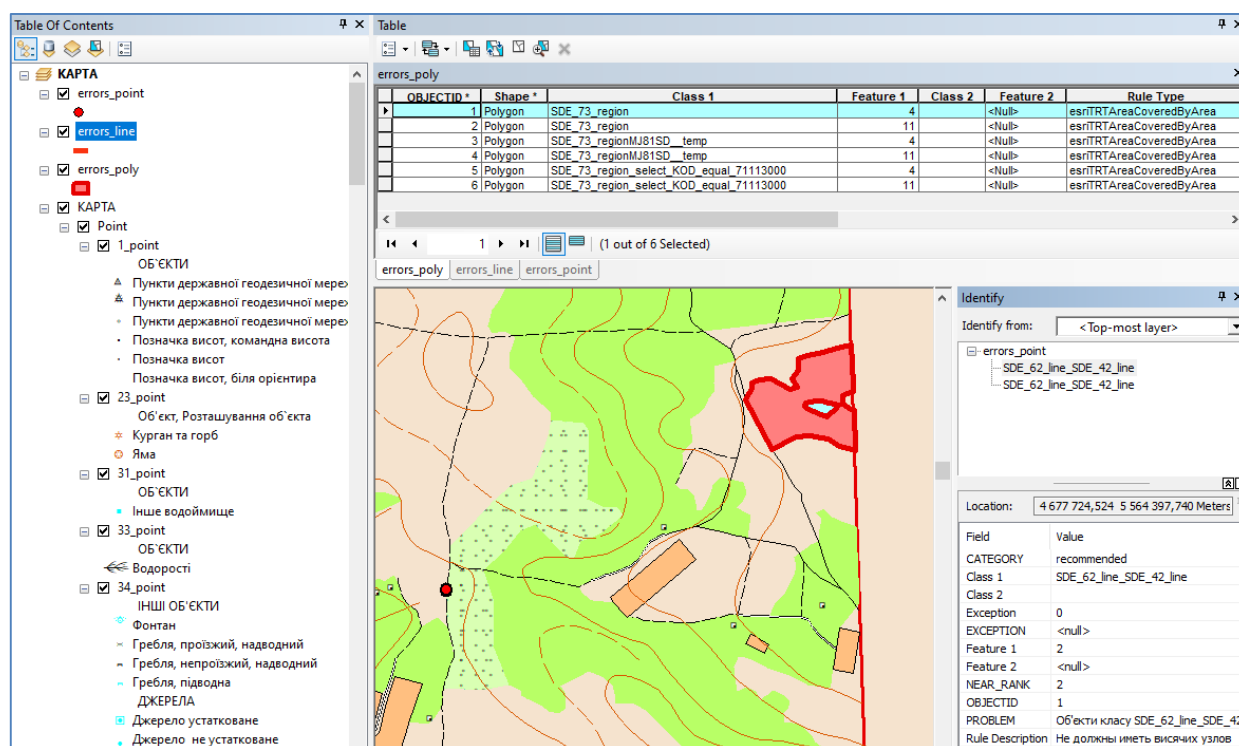 Table Of Contents
КАРТА
errors_point
errors_line
errors_poly
КАРТА
Point
1_point
ОБ`ЄКТИ
Пункти державної геодезичної мереж
Пункти державної геодезичної мереж
Пункти державної геодезичної мереж
Позначка висот, командна висота
Позначка висот
Позначка висот, біля орієнтира
23_point
Об'єкт, Розташування об`єкта
Курган та горб
Яма
31_point
ОБ`ЄКТИ
Інше водоймище
33_point
ОБ`ЄКТИ
Водорості
34_point
ІНШІ ОБ'ЄКТИ
Фонтан
Гребля, проїзжий, надводний
Гребля, непроїзжий, надводний
Гребля, підводна
ДЖЕРЕЛА
Джерело устатковане
Джерело не устатковане
Table
errors_poly
OBJECTID * Shape * Class 1 Feature 1 Class 2 Feature 2 Rule Type
1 Polygon SDE_73_region 4 <Null> esriTRTAreaCoveredByArea
2 Polygon SDE_73_region 11 <Null> esriTRTAreaCoveredByArea
3 Polygon SDE_73_regionMJ81SD__temp 4 <Null> esriTRTAreaCoveredByArea
4 Polygon SDE_73_regionMJ81SD__temp 11 <Null> esriTRTAreaCoveredByArea
5 Polygon SDE_73_region_select_KOD_equal_71113000 4 <Null> esriTRTAreaCoveredByArea
6 Polygon SDE_73_region_select_KOD_equal_71113000 11 <Null> esriTRTAreaCoveredByArea
1 (1 out of 6 Selected)
errors_poly errors_line errors_point
Identify
Identify from: <Top-most layer>
errors_point
SDE_62_line_SDE_42_line
SDE_62_line_SDE_42_line
Location: 4 677 724,524 5 564 397,740 Meters
Field Value
CATEGORY recommended
Class 1 SDE_62_line_SDE_42_line
Class 2
Exception 0
EXCEPTION <null>
Feature 1 2
Feature 2 <null>
NEAR_RANK 2
OBJECTID 1
PROBLEM Об'єкти класу SDE_62_line_SDE_42
Rule Description Не должны иметь висячих узлов